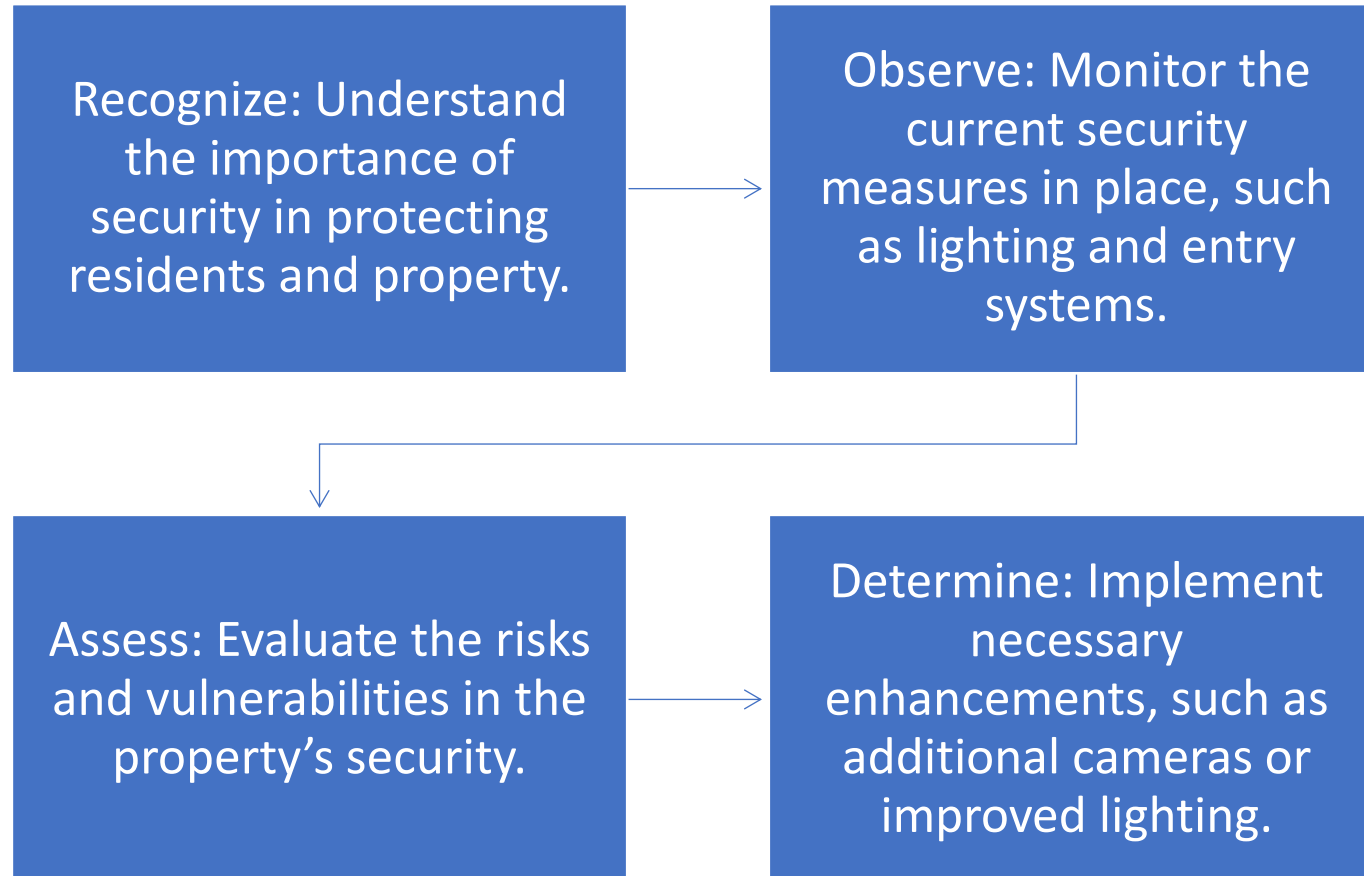 Recognize: Understand
the importance of
security in protecting
residents and property.
Observe: Monitor the
current security
measures in place, such
as lighting and entry
systems.
Assess: Evaluate the risks
and vulnerabilities in the
property’s security.
Determine: Implement
necessary
enhancements, such as
additional cameras or
improved lighting.